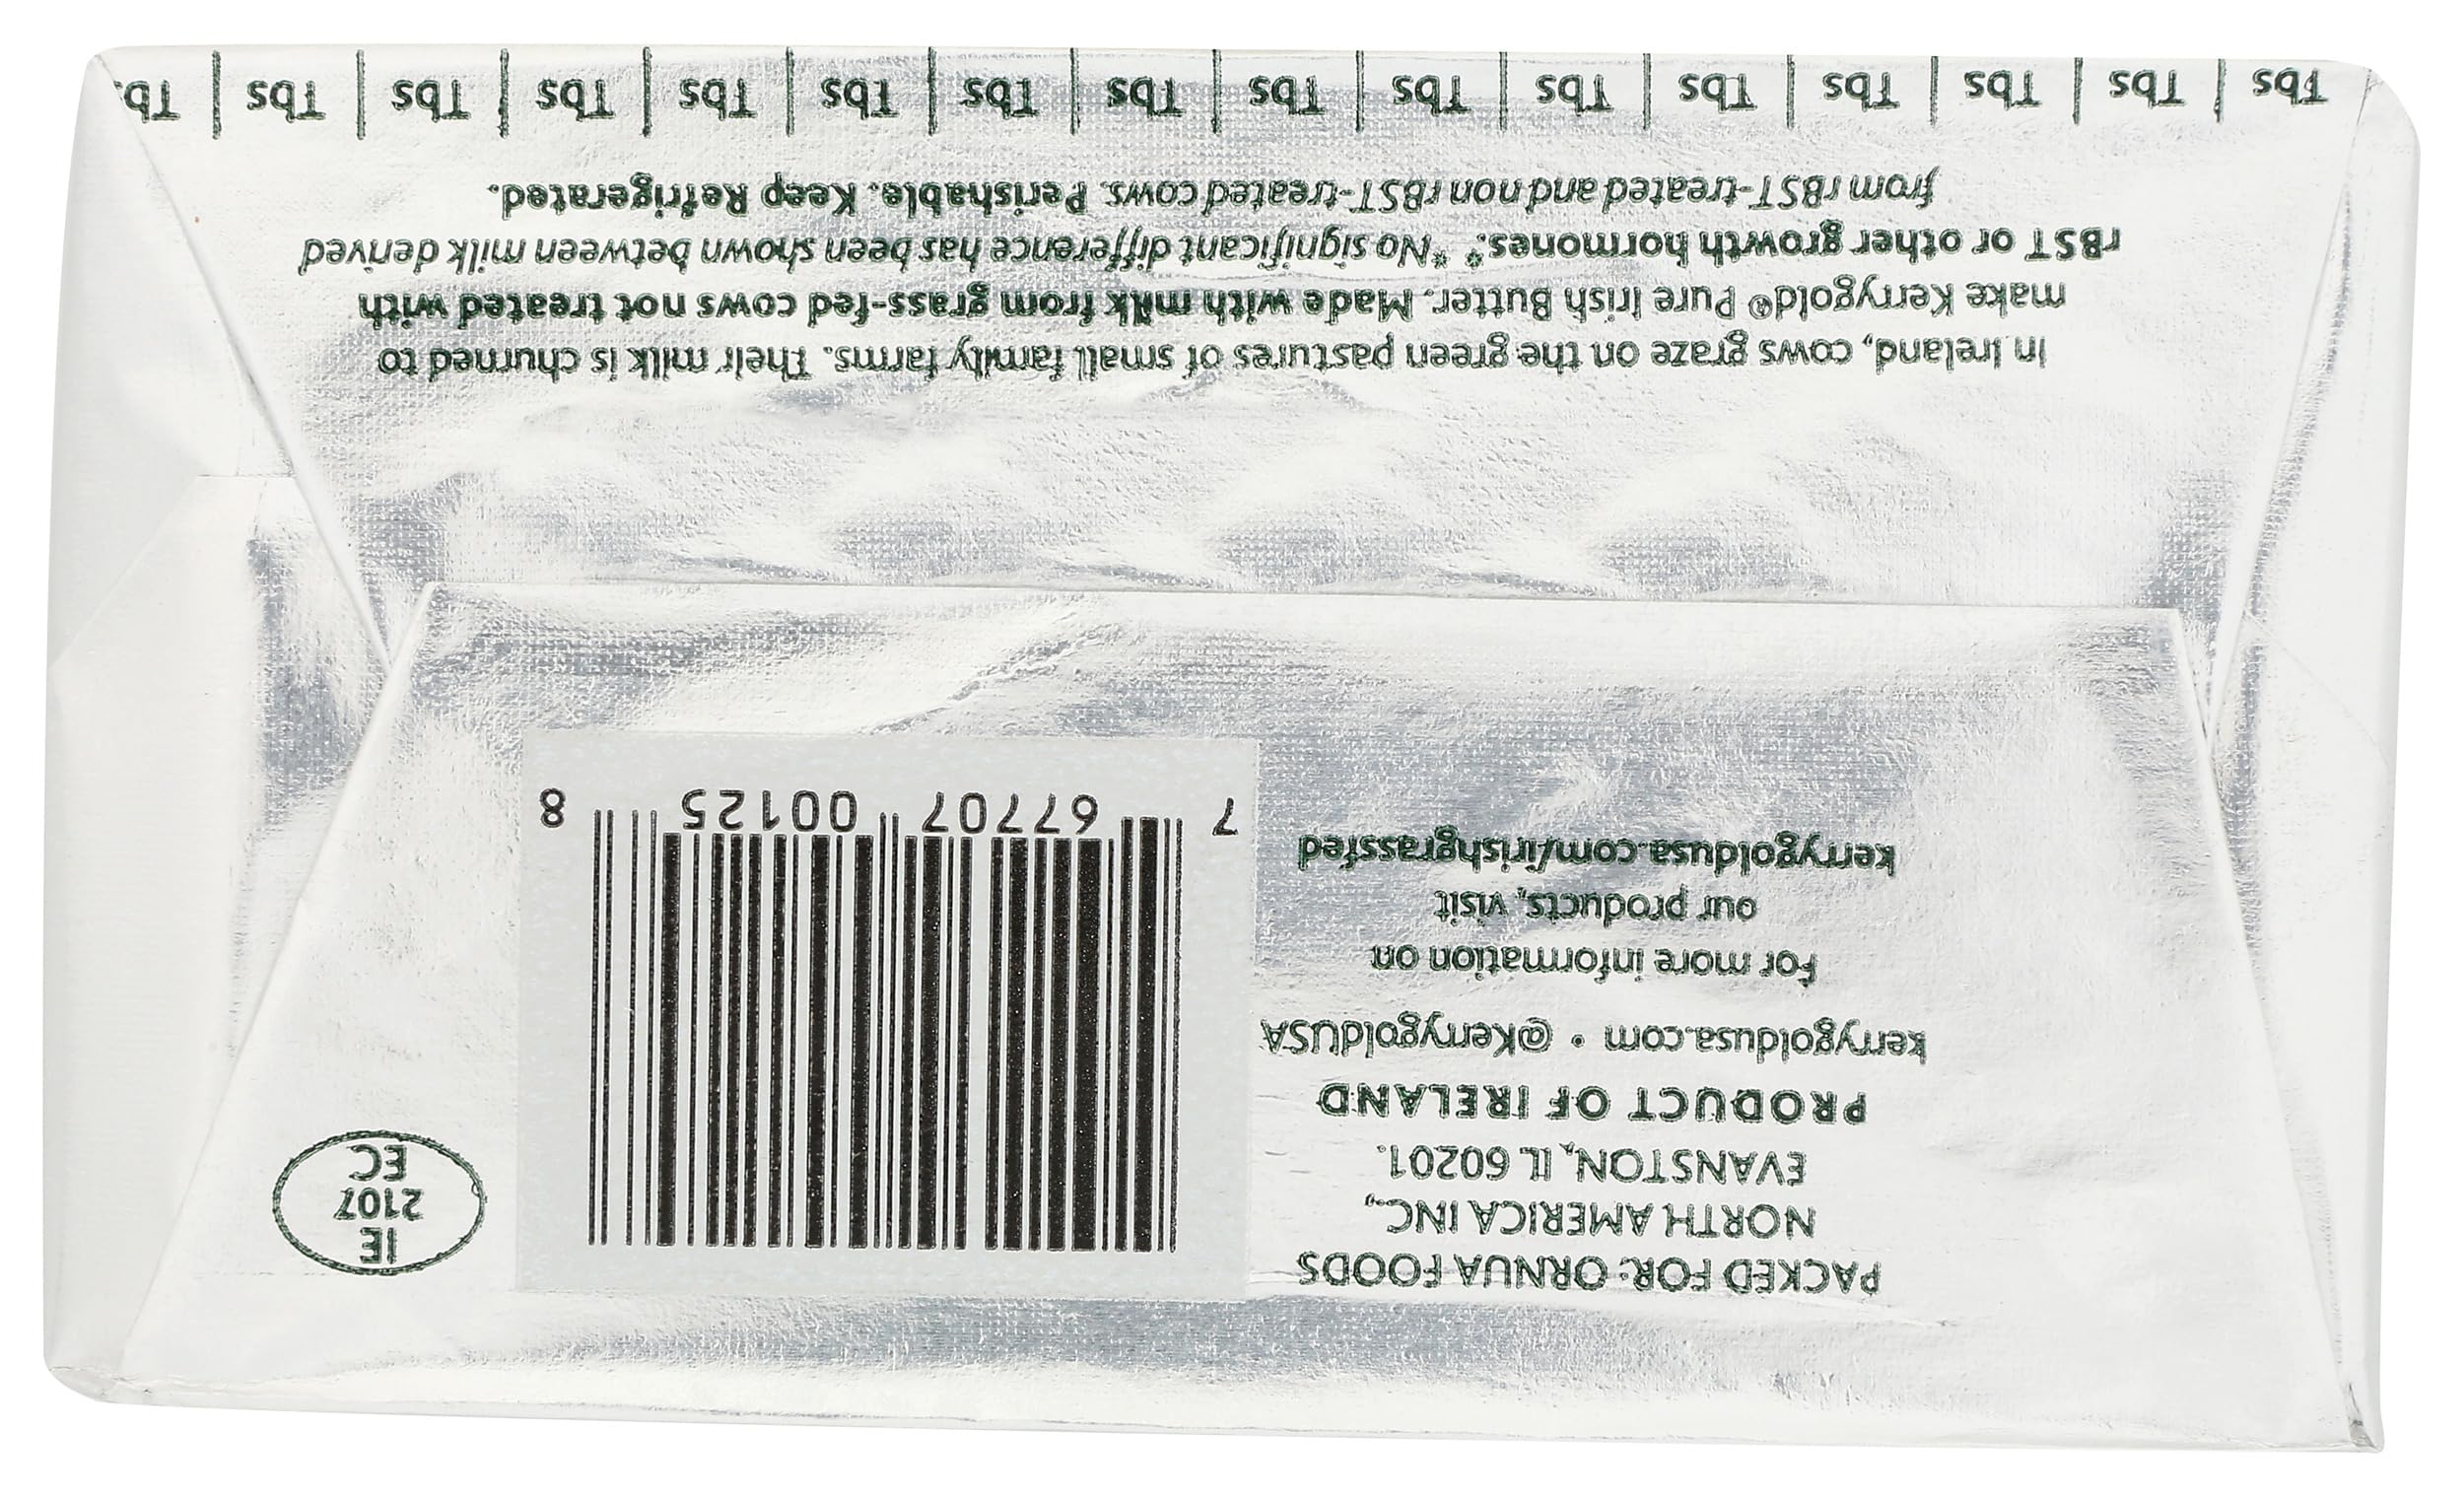 PACKED FOR: ORNUA FOODS
NORTH AMERICA INC.,
EVANSTON, IL 60201.
PRODUCT OF IRELAND
kerrygoldusa.com • @KerrygoldUSA
For more information on
our products, visit
kerrygoldusa.com/irishgrassfed
7 67707 00125 8
IE
2107
EC
In Ireland, cows graze on the green pastures of small family farms. Their milk is churned to
make Kerrygold® Pure Irish Butter. Made with milk from grass-fed cows not treated with
rBST or other growth hormones.* *No significant difference has been shown between milk derived
from rBST-treated and non rBST-treated cows. Perishable. Keep Refrigerated.
Tbs | Tbs | Tbs | Tbs | Tbs | Tbs | Tbs | Tbs | Tbs | Tbs | Tbs | Tbs | Tbs | Tbs | Tbs | Tb